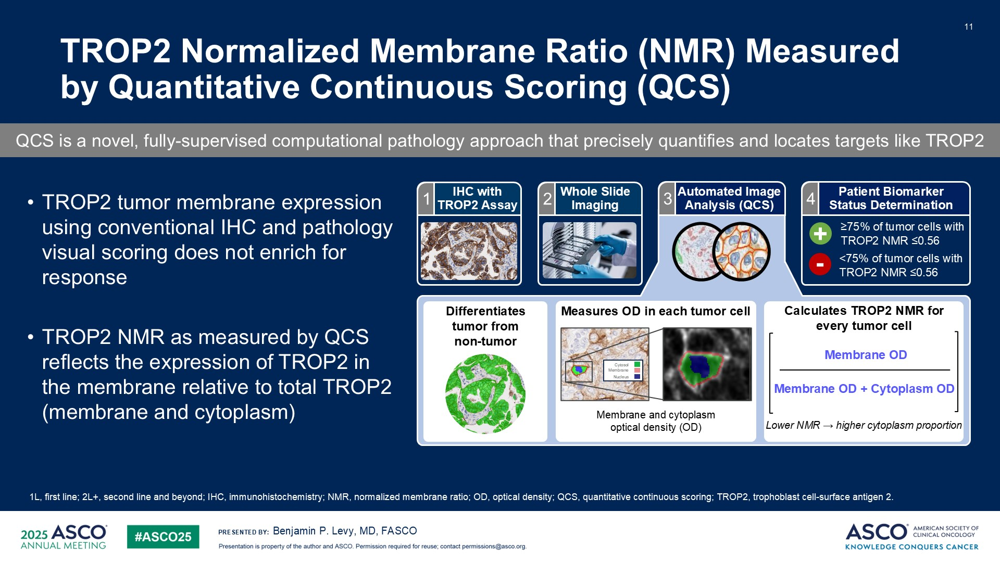 11
TROP2 Normalized Membrane Ratio (NMR) Measured
by Quantitative Continuous Scoring (QCS)
QCS is a novel, fully-supervised computational pathology approach that precisely quantifies and locates targets like TROP2
• TROP2 tumor membrane expression
using conventional IHC and pathology
visual scoring does not enrich for
response
• TROP2 NMR as measured by QCS
reflects the expression of TROP2 in
the membrane relative to total TROP2
(membrane and cytoplasm)
1
IHC with
TROP2 Assay
2
Whole Slide
Imaging
3
Automated Image
Analysis (QCS)
4
Patient Biomarker
Status Determination
+
≥75% of tumor cells with
TROP2 NMR ≤0.56
-
<75% of tumor cells with
TROP2 NMR ≤0.56
Differentiates
tumor from
non-tumor
Measures OD in each tumor cell
Cytosol
Membrane
Nucleus
Membrane and cytoplasm
optical density (OD)
Calculates TROP2 NMR for
every tumor cell
Membrane OD
Membrane OD + Cytoplasm OD
Lower NMR → higher cytoplasm proportion
1L, first line; 2L+, second line and beyond; IHC, immunohistochemistry; NMR, normalized membrane ratio; OD, optical density; QCS, quantitative continuous scoring; TROP2, trophoblast cell-surface antigen 2.
2025 ASCO®
ANNUAL MEETING
#ASCO25
PRESENTED BY: Benjamin P. Levy, MD, FASCO
Presentation is property of the author and ASCO. Permission required for reuse; contact permissions@asco.org.
ASCO® AMERICAN SOCIETY OF
CLINICAL ONCOLOGY
KNOWLEDGE CONQUERS CANCER